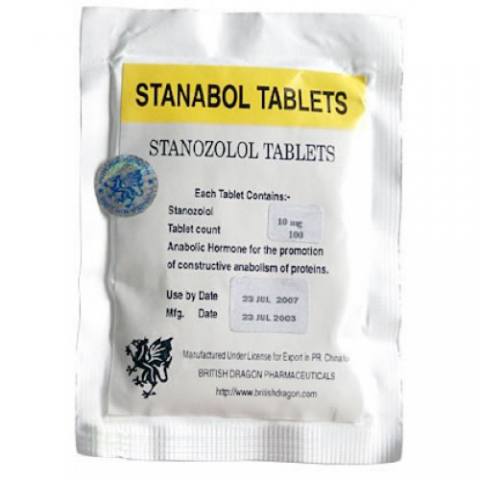 STANABOL TABLETS
STANOZOLOL TABLETS
Each Tablet Contains:-
Stanozolol 10 mg
Tablet count 100
Anabolic Hormone for the promotion
of constructive anabolism of proteins.
Use by Date 23 JUL 2007
Mfg. Date 23 JUL 2003
Manufactured Under License for Export in PR. China
BRITISH DRAGON PHARMACEUTICALS
http://www.britishdragon.com